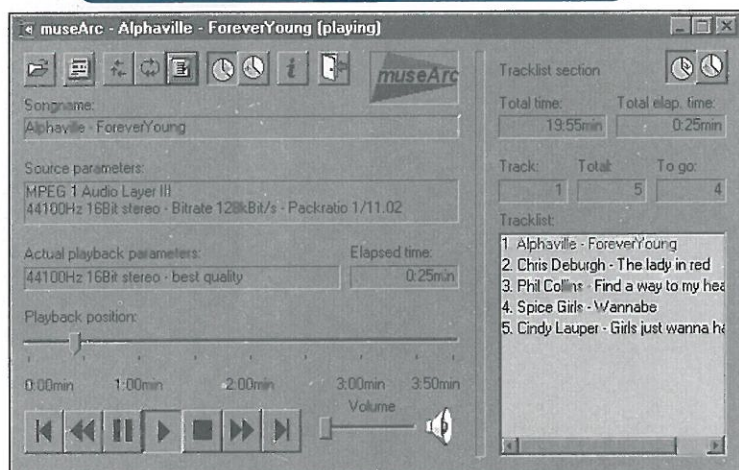 museArc - Alphaville - ForeverYoung (playing)
museArc
Songname:
Alphaville - ForeverYoung
Source parameters:
MPEG 1 Audio Layer III
44100Hz 16Bit stereo - Bitrate 128kBit/s - Packratio 1/11.02
Actual playback parameters:
Elapsed time:
44100Hz 16Bit stereo - best quality
0:25min
Playback position:
0:00min 1:00min 2:00min 3:00min 3:50min
Volume
Tracklist section
Total time: Total elap. time:
19:55min 0:25min
Track: Total: To go:
1 5 4
Tracklist:
1. Alphaville - ForeverYoung
2. Chris Deburgh - The lady in red
3. Phil Collins - Find a way to my hea
4. Spice Girls - Wannabe
5. Cindy Lauper - Girls just wanna ha